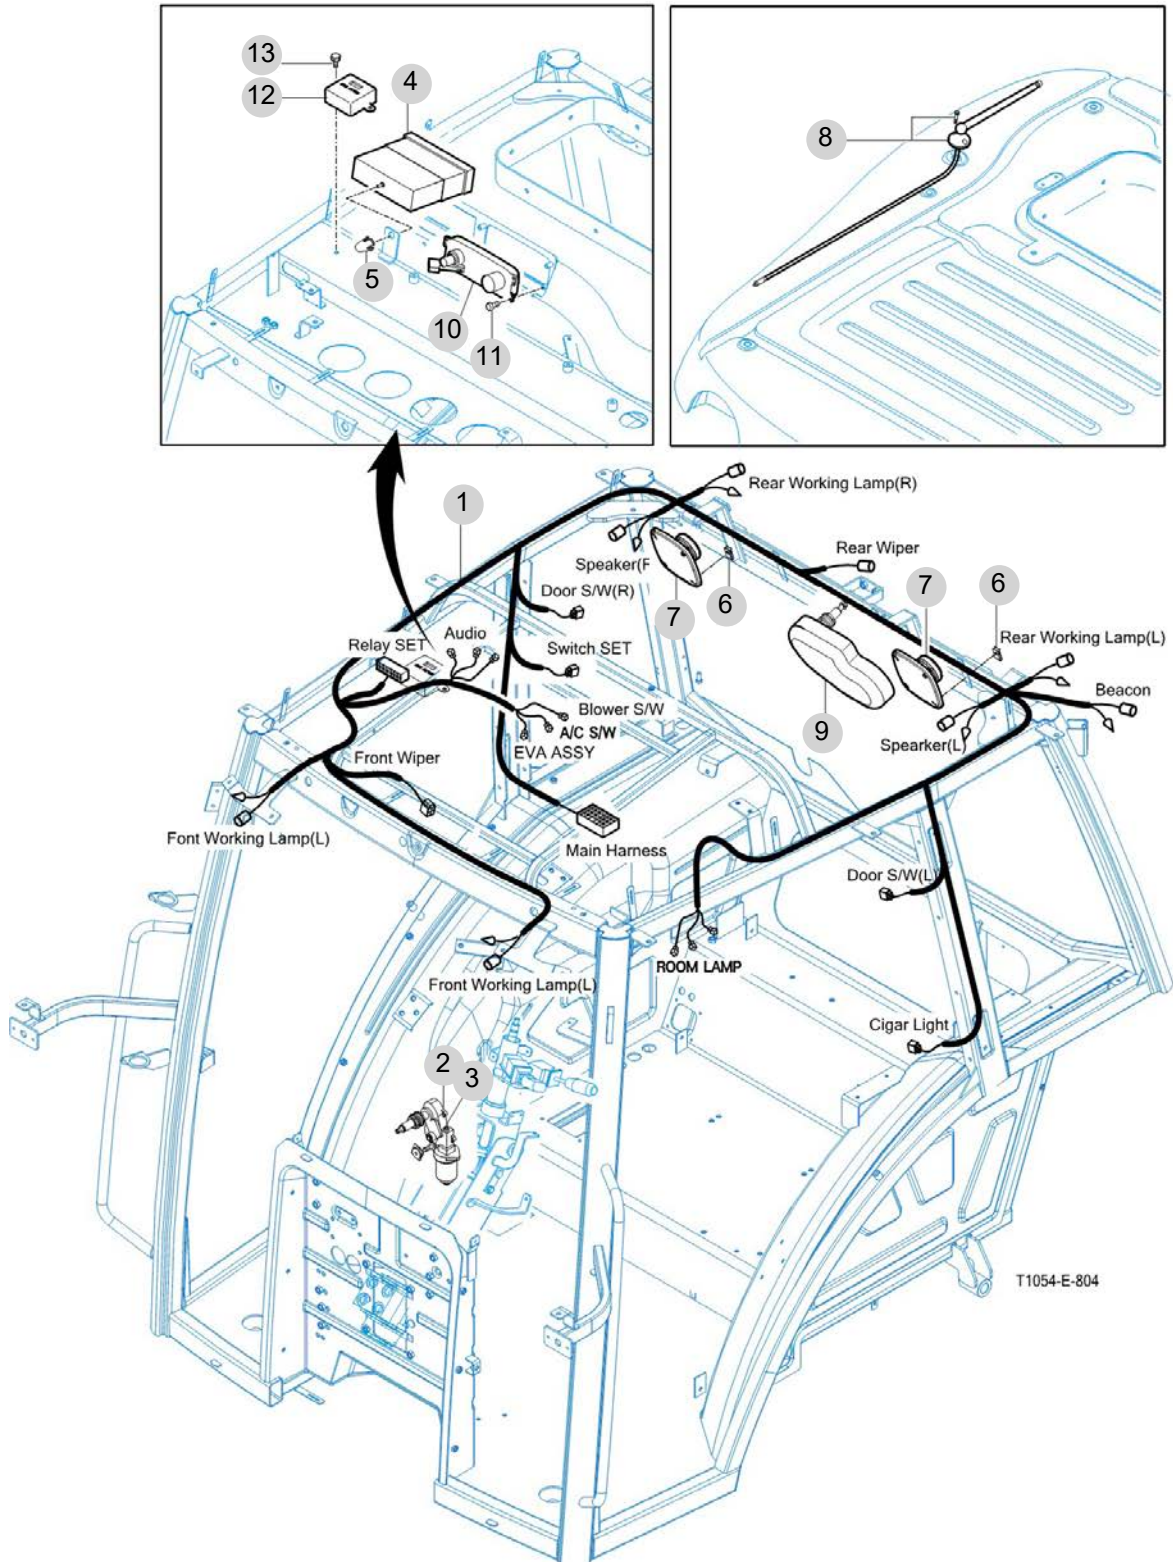 13
12
4
5
10
11
8
1
Rear Working Lamp(R)
Speaker(F
7
6
Rear Wiper
7
6
Door S/W(R)
Audio
Relay SET
Switch SET
Rear Working Lamp(L)
Beacon
9
Blower S/W
A/C S/W
EVA ASSY
Spearker(L)
Front Wiper
Font Working Lamp(L)
Main Harness
Door S/W(L)
ROOM LAMP
Front Working Lamp(L)
Cigar Light
2
3
T1054-E-804